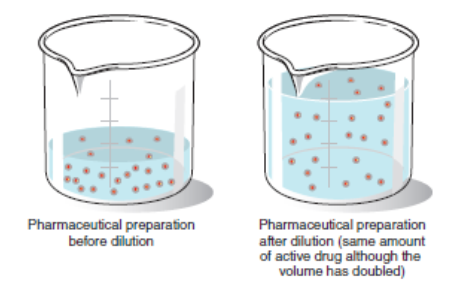 Pharmaceutical preparation
before dilution
Pharmaceutical preparation
after dilution (same amount
of active drug although the
volume has doubled)